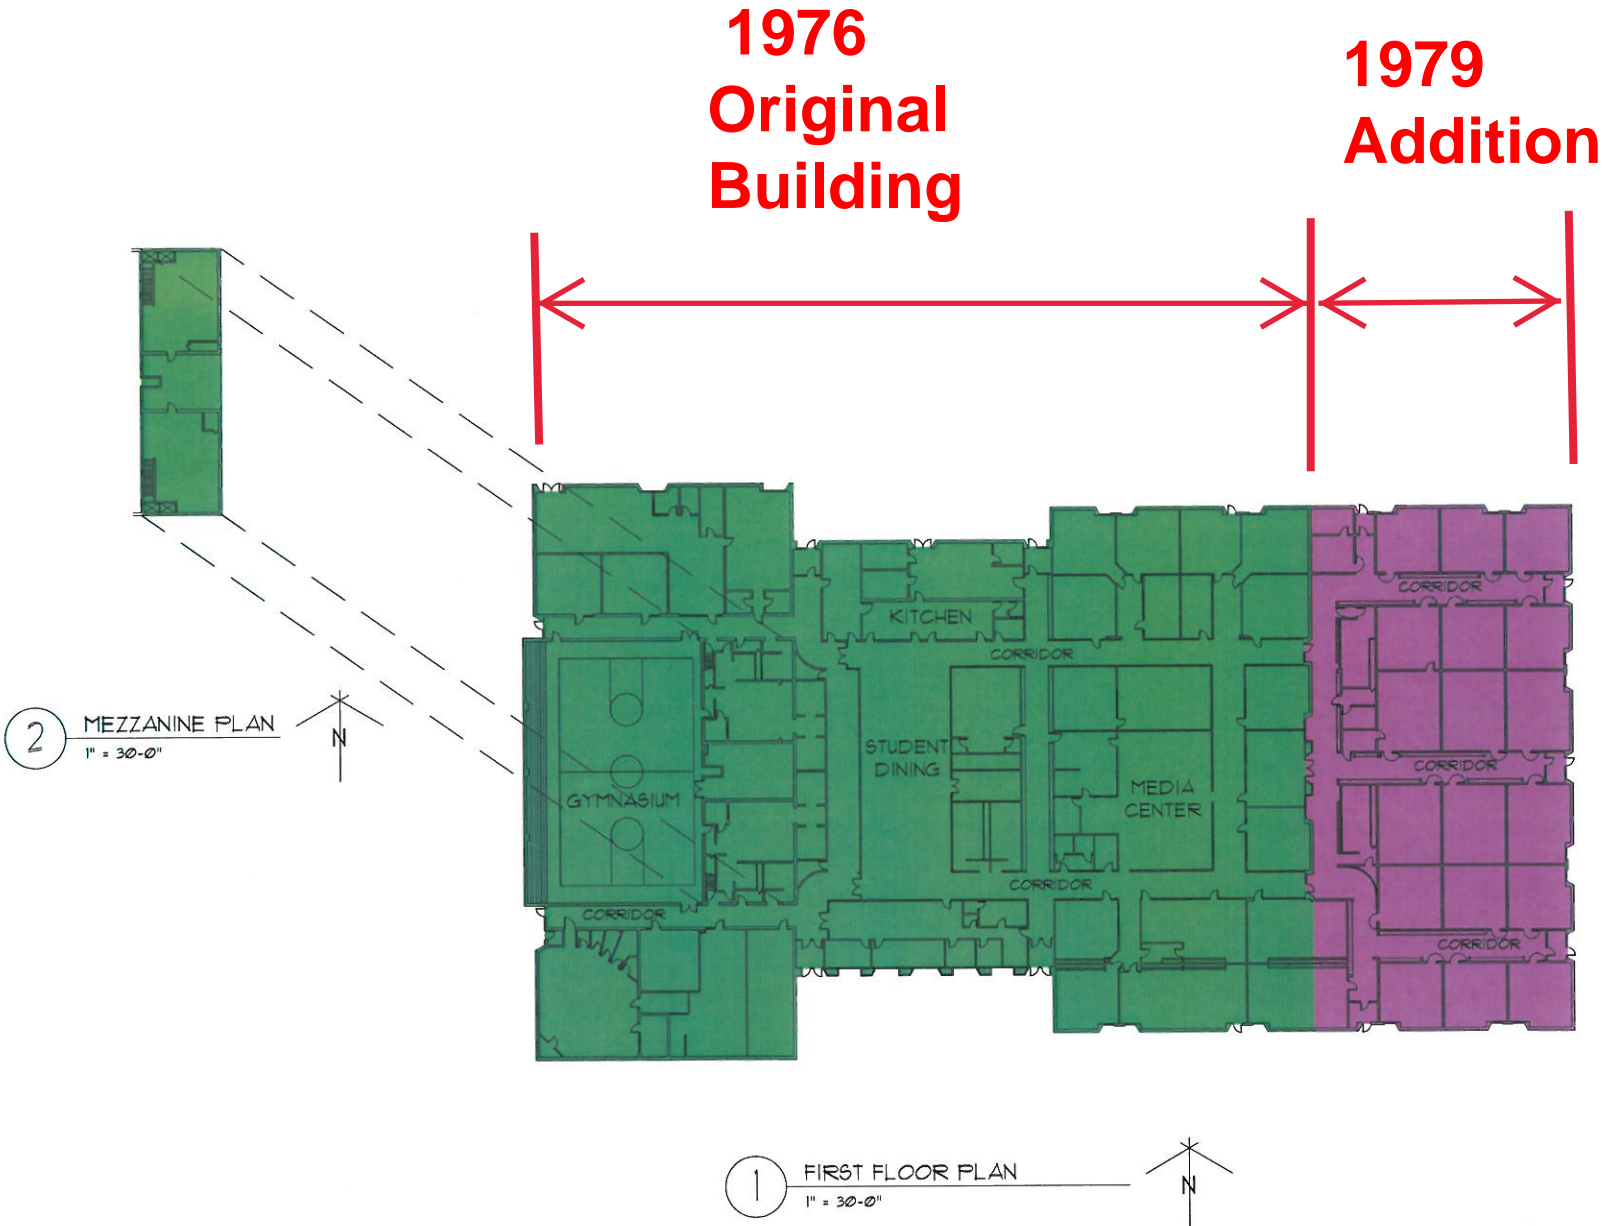 1976
Original
Building
1979
Addition
CORRIDOR
KITCHEN
CORRIDOR
2
MEZZANINE PLAN
1" = 30-0"
N
STUDENT
DINING
CORRIDOR
MEDIA
CENTER
GYMNASIUM
CORRIDOR
CORRIDOR
CORRIDOR
1
FIRST FLOOR PLAN
1" = 30-0"
N